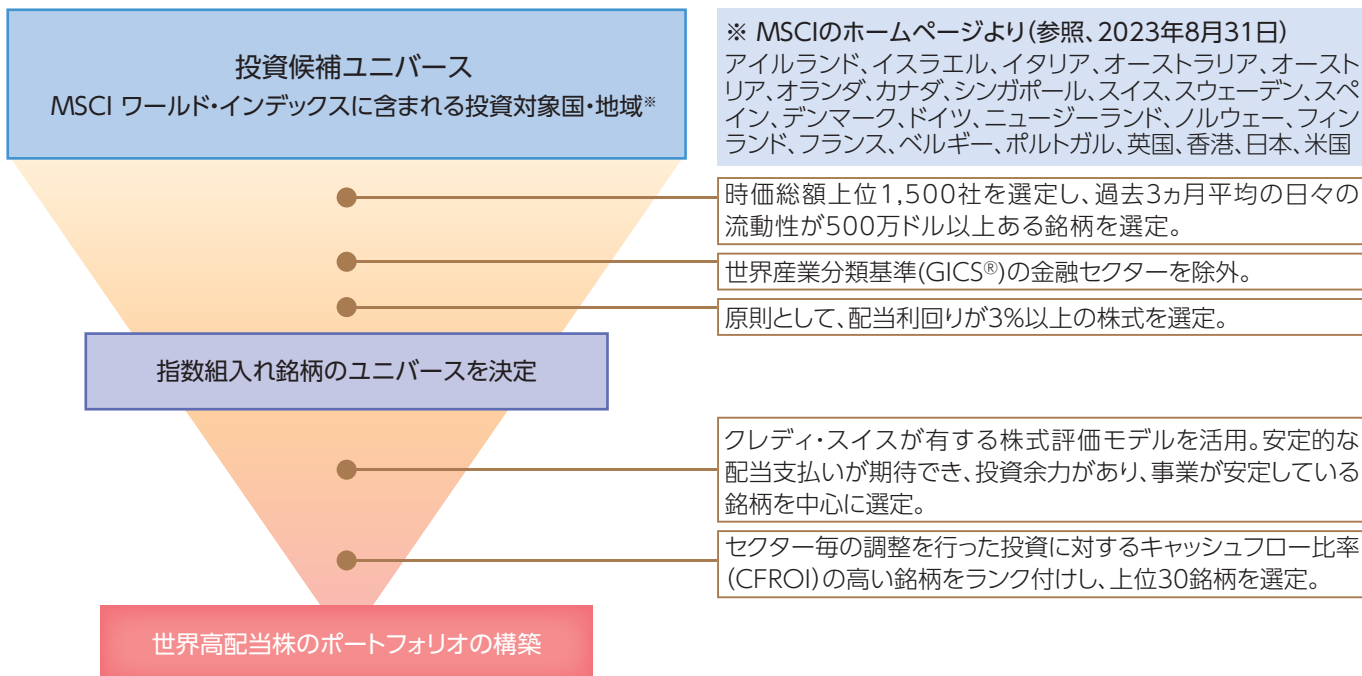 投資候補ユニバース
MSCI ワールド・インデックスに含まれる投資対象国・地域※
※ MSCIのホームページより(参照、2023年8月31日)
アイルランド、イスラエル、イタリア、オーストラリア、オースト
リア、オランダ、カナダ、シンガポール、スイス、スウェーデン、スペ
イン、デンマーク、ドイツ、ニュージーランド、ノルウェー、フィン
ランド、フランス、ベルギー、ポルトガル、英国、香港、日本、米国
時価総額上位1,500社を選定し、過去3ヵ月平均の日々の
流動性が500万ドル以上ある銘柄を選定。
世界産業分類基準(GICS®)の金融セクターを除外。
原則として、配当利回りが3%以上の株式を選定。
指数組入れ銘柄のユニバースを決定
クレディ・スイスが有する株式評価モデルを活用。安定的な
配当支払いが期待でき、投資余力があり、事業が安定している
銘柄を中心に選定。
セクター毎の調整を行った投資に対するキャッシュフロー比率
(CFROI)の高い銘柄をランク付けし、上位30銘柄を選定。
世界高配当株のポートフォリオの構築